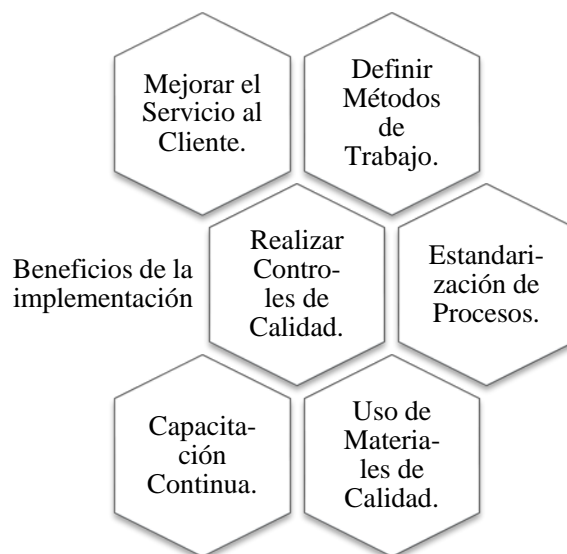 Mejorar el
Servicio al
Cliente.
Definir
Métodos
de
Trabajo.
Beneficios de la
implementación
Realizar
Contro-
les de
Calidad.
Estandari-
zación de
Procesos.
Capacita-
ción
Continua.
Uso de
Materia-
les de
Calidad.